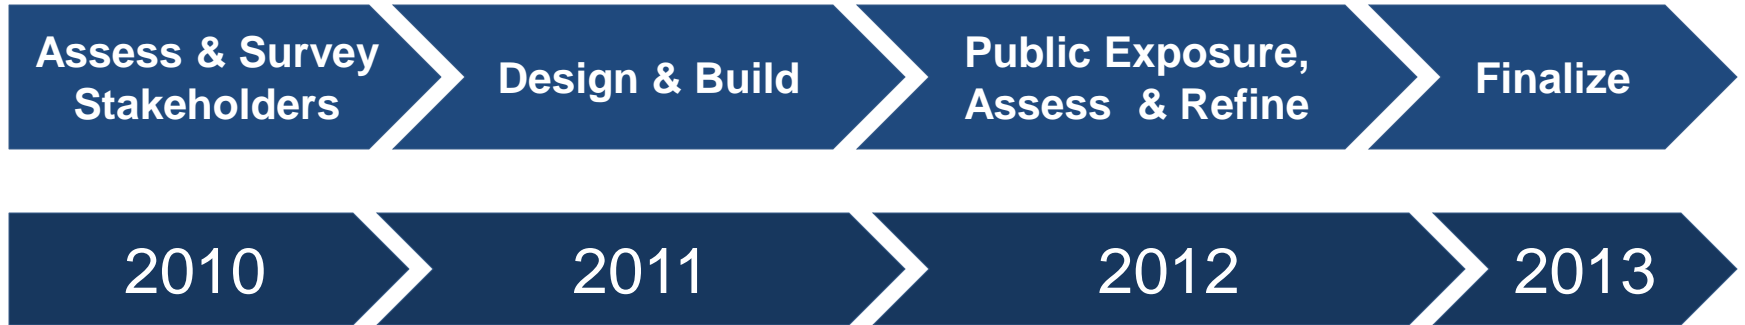 Assess & Survey
Stakeholders
Design & Build
Public Exposure,
Assess & Refine
Finalize
2010
2011
2012
2013